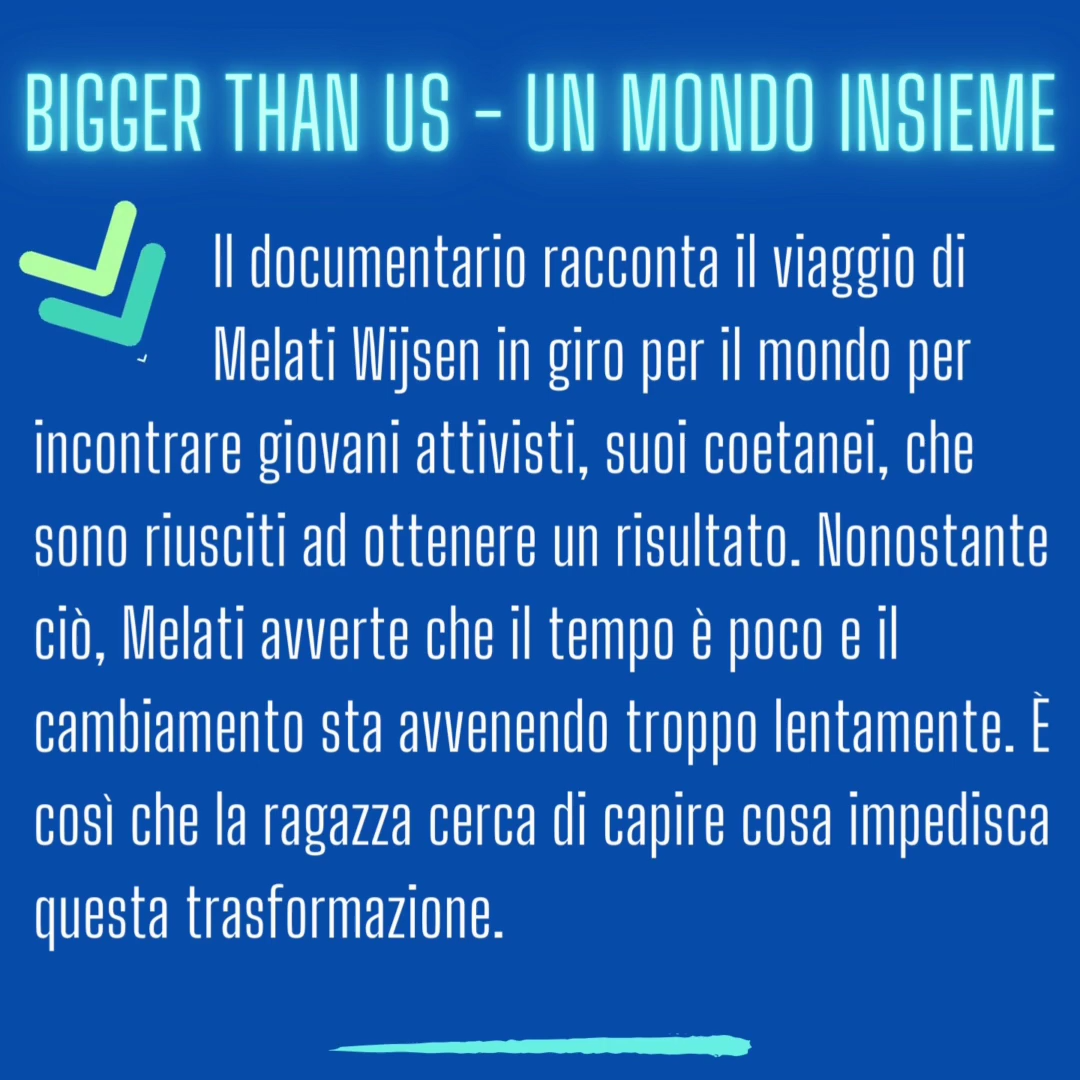 BIGGER THAN US - UN MONDO INSIEME
Il documentario racconta il viaggio di
Melati Wijsen in giro per il mondo per
incontrare giovani attivisti, suoi coetanei, che
sono riusciti ad ottenere un risultato. Nonostante
ciò, Melati avverte che il tempo è poco e il
cambiamento sta avvenendo troppo lentamente. È
così che la ragazza cerca di capire cosa impedisca
questa trasformazione.